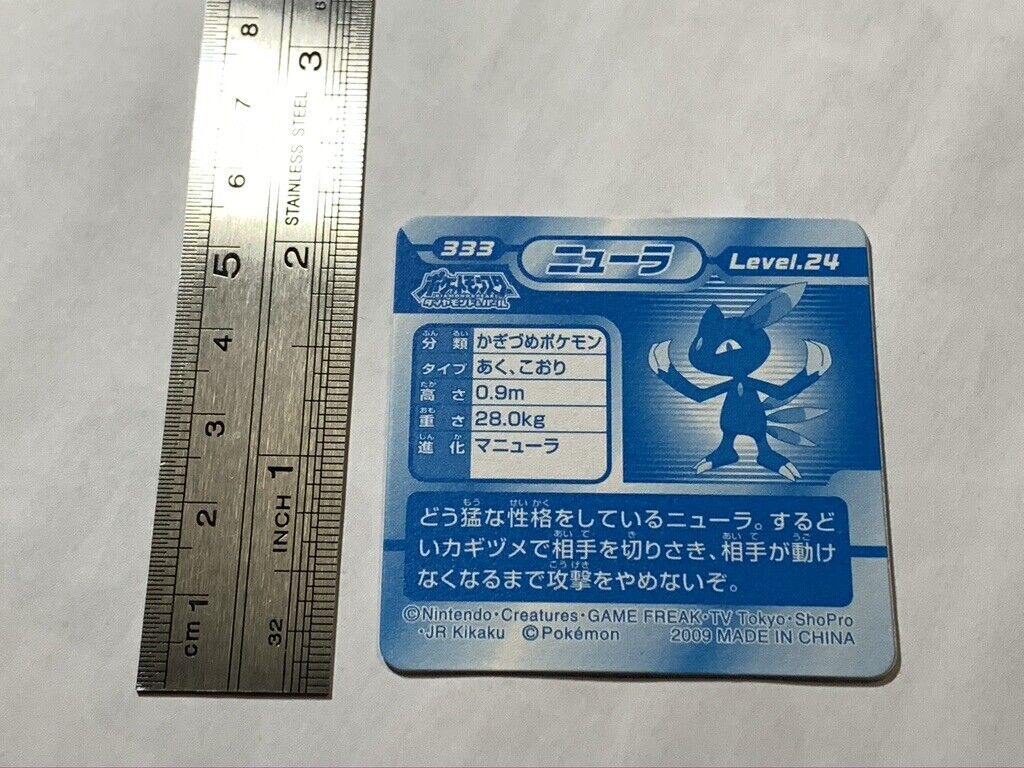 8
7
6
5
4
3
2
1
cm
6
3
2
1
32
INCH
STAINLESS STEEL
333
ニューラ
Level.24
ポケットモンスター
ダイヤモンド&パール
分類 かぎづめポケモン
タイプ あく、こおり
高さ 0.9m
重さ 28.0kg
進化 マニューラ
どう猛な性格をしているニューラ。するど
いカギヅメで相手を切りさき、相手が動け
なくなるまで攻撃をやめないぞ。
©Nintendo・Creatures・GAME FREAK・TV Tokyo・ShoPro
・JR Kikaku ©Pokémon 2009 MADE IN CHINA